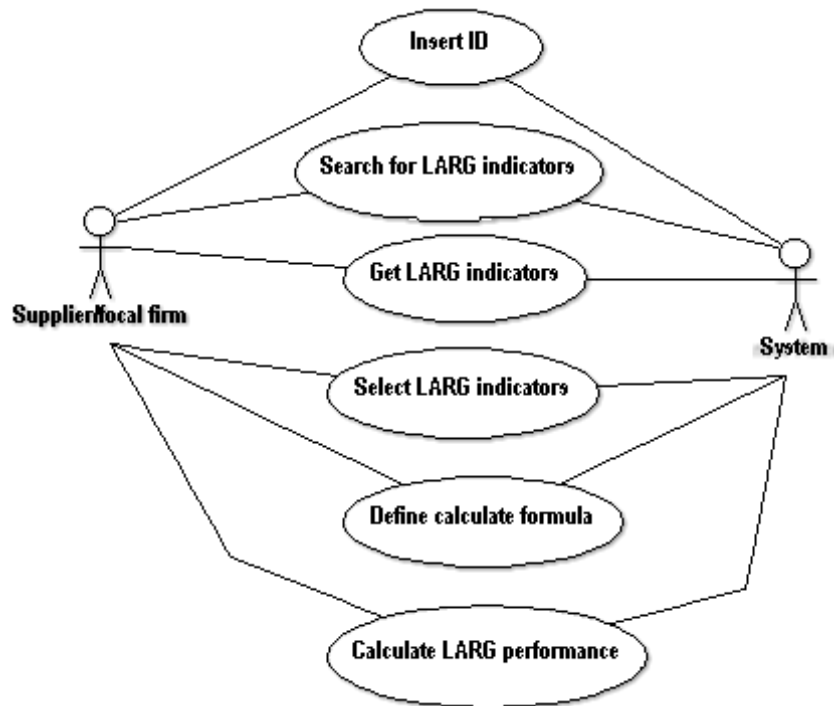 Insert ID
Search for LARG indicators
Get LARG indicators
Supplier/focal firm
System
Select LARG indicators
Define calculate formula
Calculate LARG performance